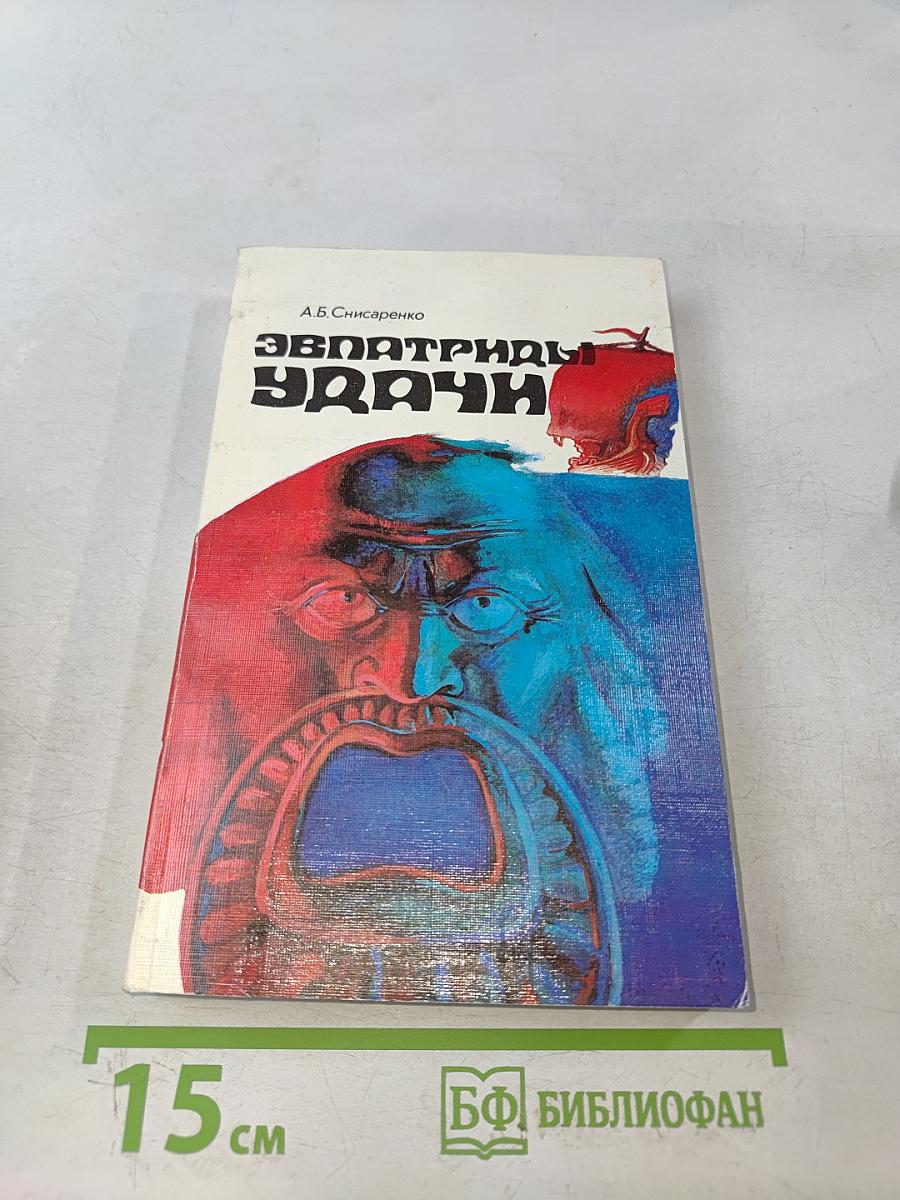 А.Б.Снисаренко
ЭВПАТРИДЫ
УДАЧИ
15 см
БФ БИБЛИОФАН